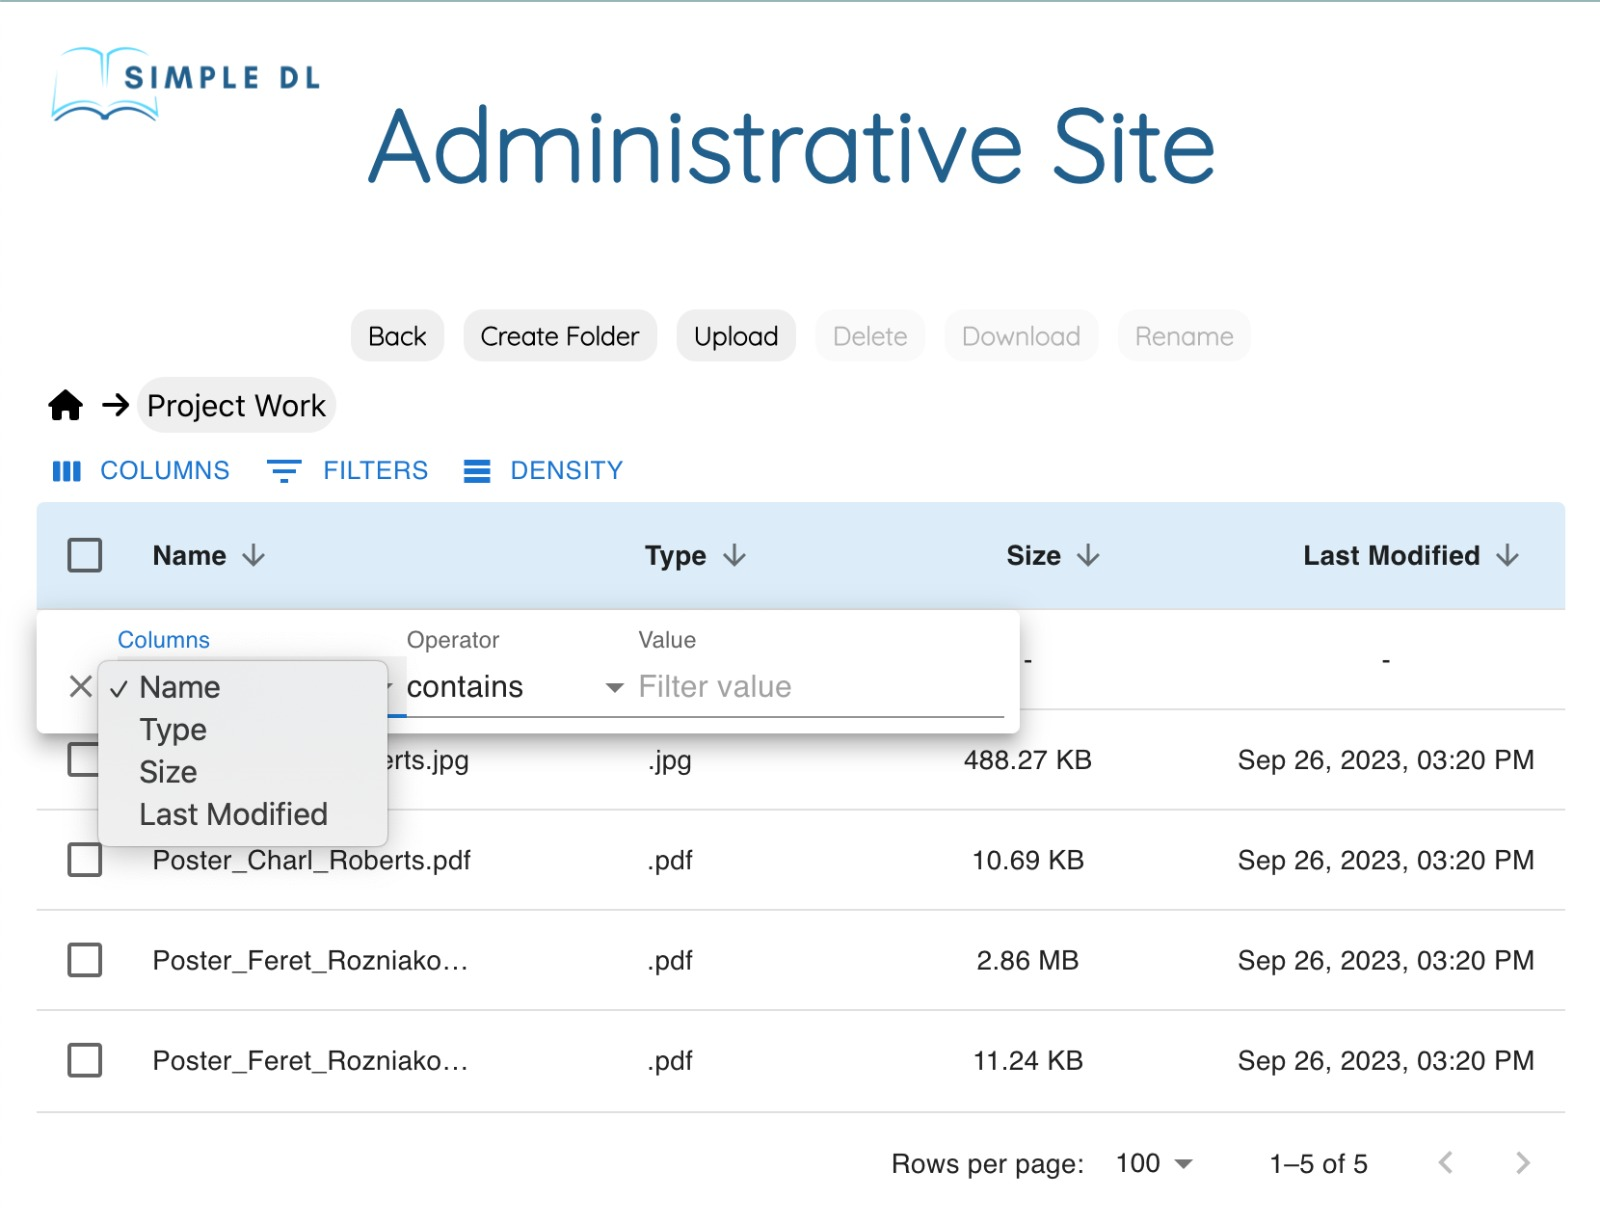 SIMPLE DL
Administrative Site
Back Create Folder Upload Delete Download Rename
Project Work
COLUMNS FILTERS DENSITY
Name Type Size Last Modified
Columns Operator Value
Name contains Filter value
Type
Size
Last Modified
- -
erts.jpg .jpg 488.27 KB Sep 26, 2023, 03:20 PM
Poster_Charl_Roberts.pdf .pdf 10.69 KB Sep 26, 2023, 03:20 PM
Poster_Feret_Rozniako... .pdf 2.86 MB Sep 26, 2023, 03:20 PM
Poster_Feret_Rozniako... .pdf 11.24 KB Sep 26, 2023, 03:20 PM
Rows per page: 100 1–5 of 5